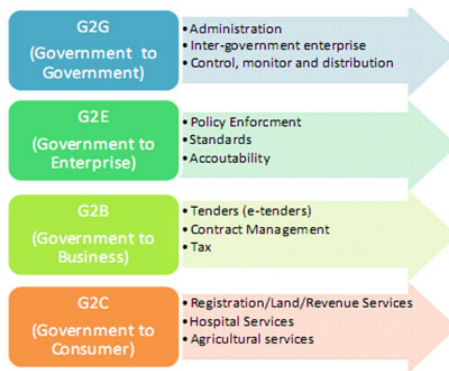 G2G
(Government to
Government)
• Administration
• Inter-government enterprise
• Control, monitor and distribution
G2E
(Government to
Enterprise)
• Policy Enforcment
• Standards
• Accoutability
G2B
(Government to
Business)
• Tenders (e-tenders)
• Contract Management
• Tax
G2C
(Government to
Consumer)
• Registration/Land/Revenue Services
• Hospital Services
• Agricultural services